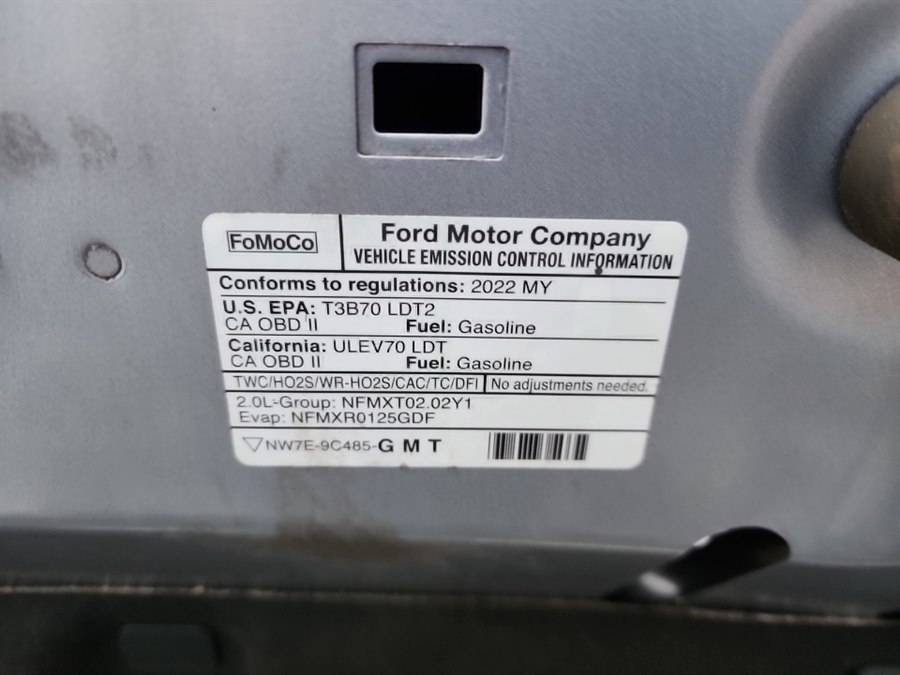 FoMoCo
Ford Motor Company
VEHICLE EMISSION CONTROL INFORMATION
Conforms to regulations: 2022 MY
U.S. EPA: T3B70 LDT2
CA OBD II Fuel: Gasoline
California: ULEV70 LDT
CA OBD II Fuel: Gasoline
TWC/HO2S/WR-HO2S/CAC/TC/DFI No adjustments needed.
2.0L-Group: NFMXT02.02Y1
Evap: NFMXR0125GDF
NW7E-9C485-G M T